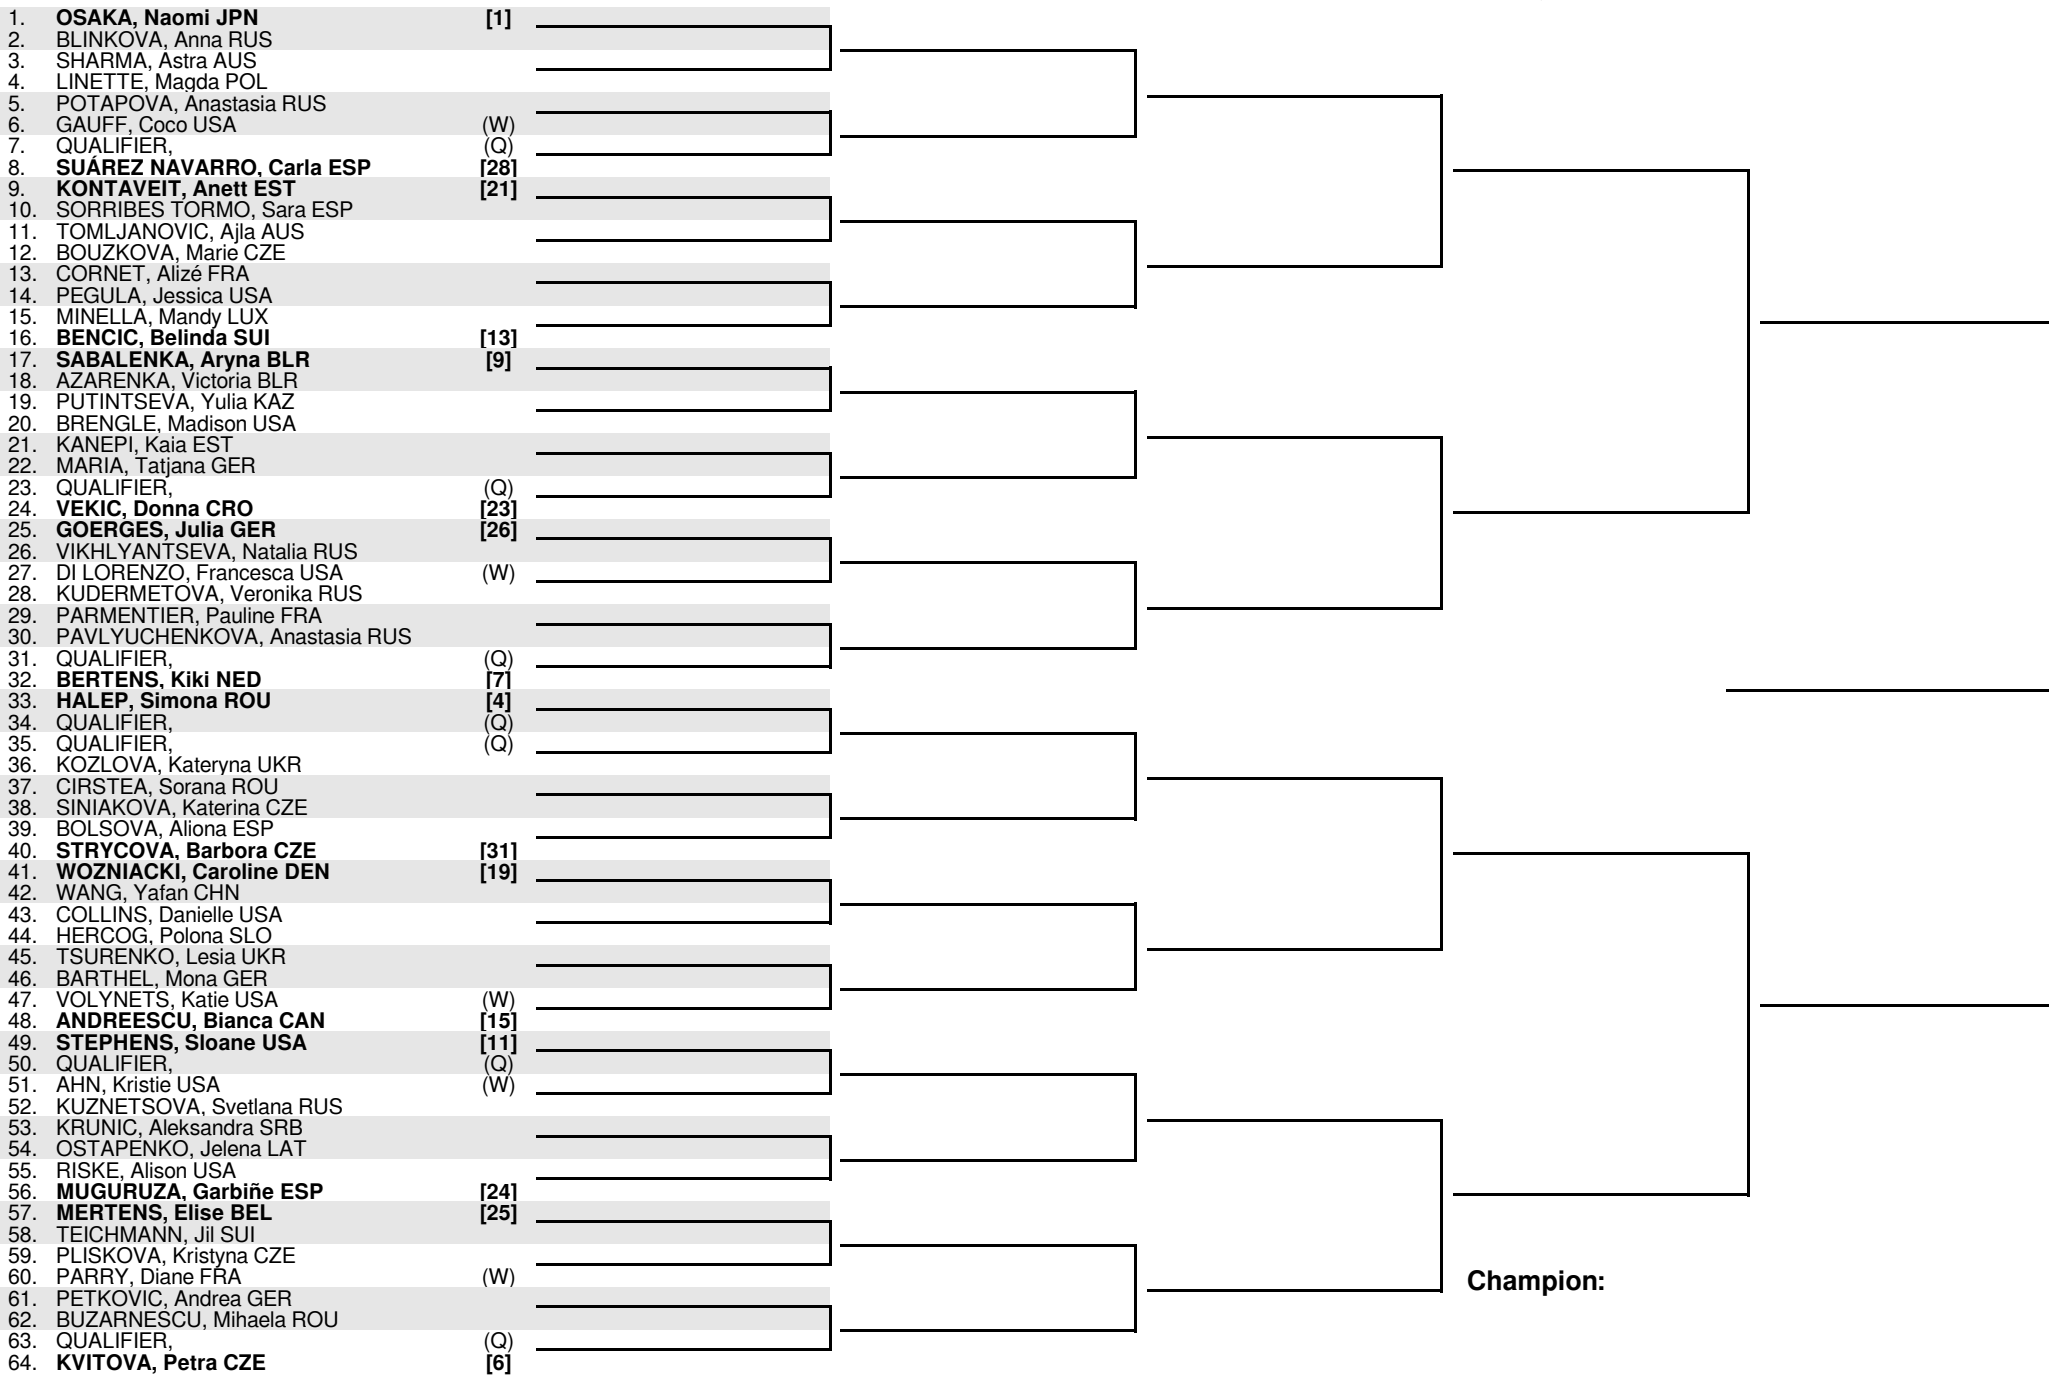 1. OSAKA, Naomi JPN [1]
2. BLINKOVA, Anna RUS
3. SHARMA, Astra AUS
4. LINETTE, Magda POL
5. POTAPOVA, Anastasia RUS
6. GAUFF, Coco USA (W)
7. QUALIFIER, (Q)
8. SUÁREZ NAVARRO, Carla ESP [28]
9. KONTAVEIT, Anett EST [21]
10. SORRIBES TORMO, Sara ESP
11. TOMLJANOVIC, Ajla AUS
12. BOUZKOVA, Marie CZE
13. CORNET, Alizé FRA
14. PEGULA, Jessica USA
15. MINELLA, Mandy LUX
16. BENCIC, Belinda SUI [13]
17. SABALENKA, Aryna BLR [9]
18. AZARENKA, Victoria BLR
19. PUTINTSEVA, Yulia KAZ
20. BRENGLE, Madison USA
21. KANEPI, Kaia EST
22. MARIA, Tatjana GER
23. QUALIFIER, (Q)
24. VEKIC, Donna CRO [23]
25. GOERGES, Julia GER [26]
26. VIKHLYANTSEVA, Natalia RUS
27. DI LORENZO, Francesca USA (W)
28. KUDERMETOVA, Veronika RUS
29. PARMENTIER, Pauline FRA
30. PAVLYUCHENKOVA, Anastasia RUS
31. QUALIFIER, (Q)
32. BERTENS, Kiki NED [7]
33. HALEP, Simona ROU [4]
34. QUALIFIER, (Q)
35. QUALIFIER, (Q)
36. KOZLOVA, Kateryna UKR
37. CIRSTEA, Sorana ROU
38. SINIAKOVA, Katerina CZE
39. BOLSOVA, Aliona ESP
40. STRYCOVA, Barbora CZE [31]
41. WOZNIACKI, Caroline DEN [19]
42. WANG, Yafan CHN
43. COLLINS, Danielle USA
44. HERCOG, Polona SLO
45. TSURENKO, Lesia UKR
46. BARTHEL, Mona GER
47. VOLYNETS, Katie USA (W)
48. ANDREESCU, Bianca CAN [15]
49. STEPHENS, Sloane USA [11]
50. QUALIFIER, (Q)
51. AHN, Kristie USA (W)
52. KUZNETSOVA, Svetlana RUS
53. KRUNIC, Aleksandra SRB
54. OSTAPENKO, Jelena LAT
55. RISKE, Alison USA
56. MUGURUZA, Garbiñe ESP [24]
57. MERTENS, Elise BEL [25]
58. TEICHMANN, Jil SUI
59. PLISKOVA, Kristyna CZE
60. PARRY, Diane FRA (W)
61. PETKOVIC, Andrea GER
62. BUZARNESCU, Mihaela ROU
63. QUALIFIER, (Q)
64. KVITOVA, Petra CZE [6]
Champion: